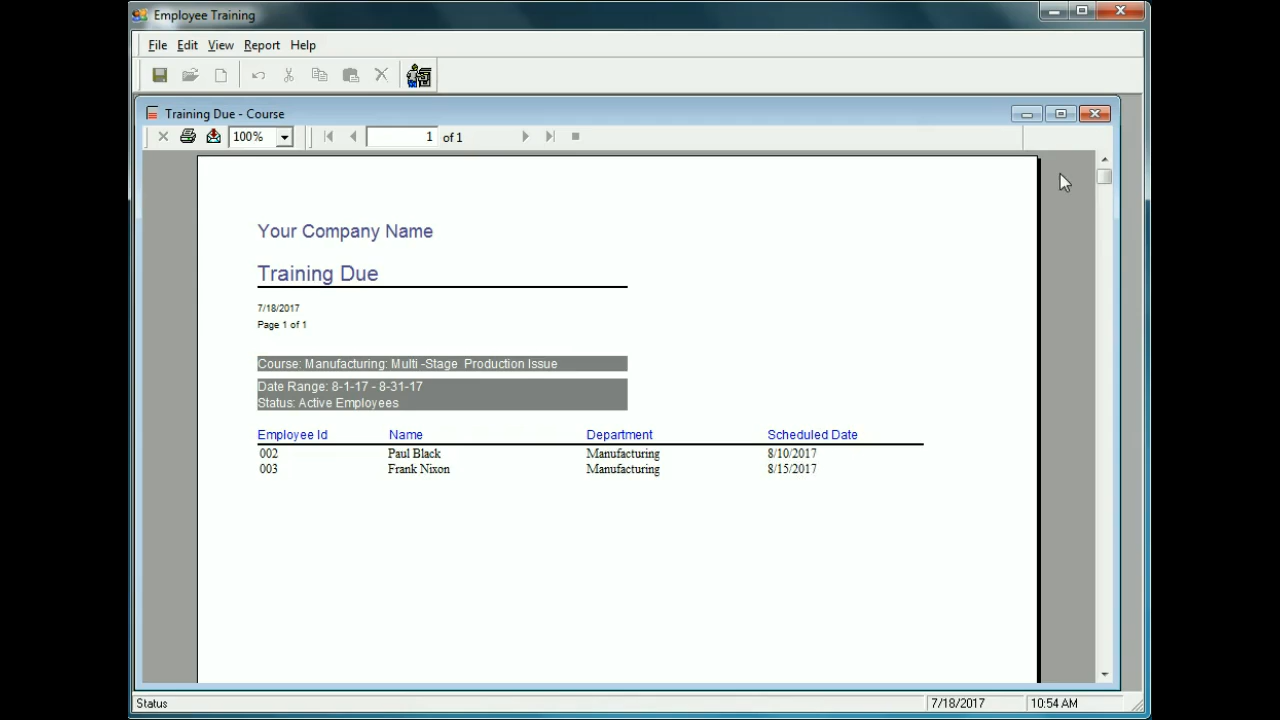 Employee Training
File Edit View Report Help
Training Due - Course
100% 1 of 1
Your Company Name
Training Due
7/18/2017
Page 1 of 1
Course: Manufacturing: Multi -Stage Production Issue
Date Range: 8-1-17 - 8-31-17
Status: Active Employees
Employee Id Name Department Scheduled Date
002 Paul Black Manufacturing 8/10/2017
003 Frank Nixon Manufacturing 8/15/2017
Status 7/18/2017 10:54 AM